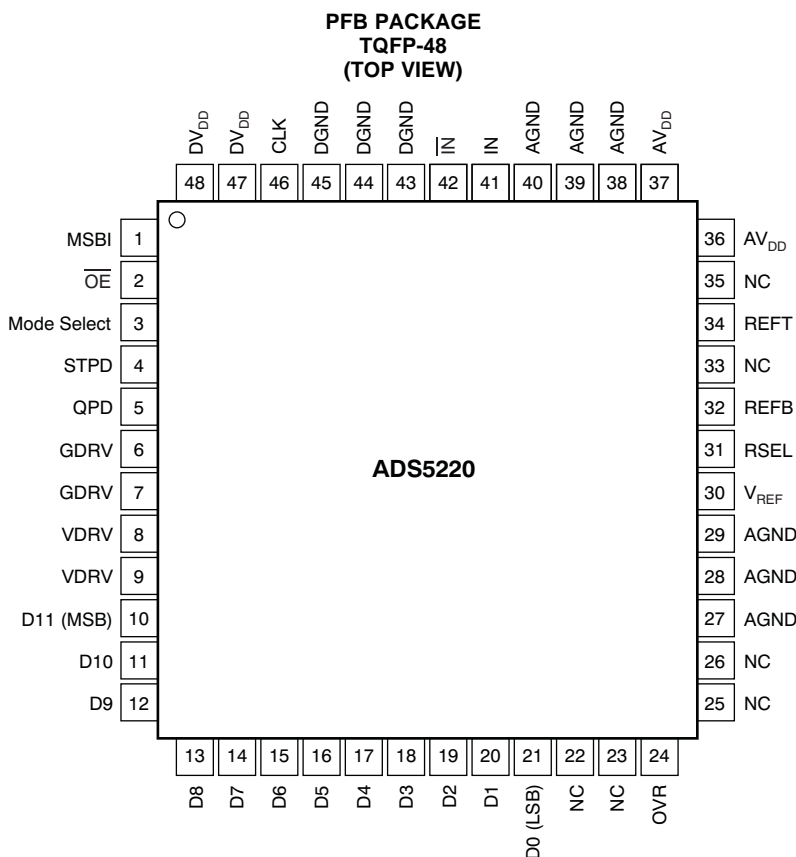 PFB PACKAGE
TQFP-48
(TOP VIEW)
DVDD
DVDD
CLK
DGND
DGND
DGND
I̅N̅
IN
AGND
AGND
AGND
AVDD
48 47 46 45 44 43 42 41 40 39 38 37
MSBI 1
O̅E̅ 2
Mode Select 3
STPD 4
QPD 5
GDRV 6
GDRV 7
VDRV 8
VDRV 9
D11 (MSB) 10
D10 11
D9 12
ADS5220
36 AVDD
35 NC
34 REFT
33 NC
32 REFB
31 RSEL
30 VREF
29 AGND
28 AGND
27 AGND
26 NC
25 NC
13 14 15 16 17 18 19 20 21 22 23 24
D8
D7
D6
D5
D4
D3
D2
D1
D0 (LSB)
NC
NC
OVR